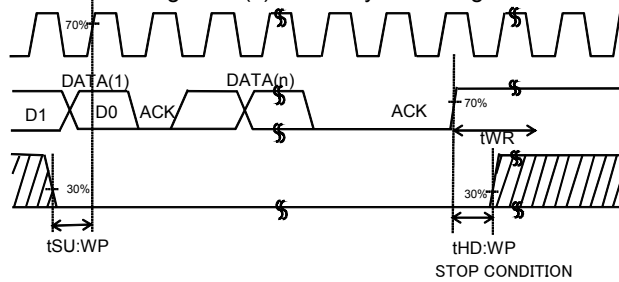 70%
DATA(1) DATA(n)
D1 D0 ACK ACK 70%
tWR
30% 30%
tSU:WP tHD:WP
STOP CONDITION